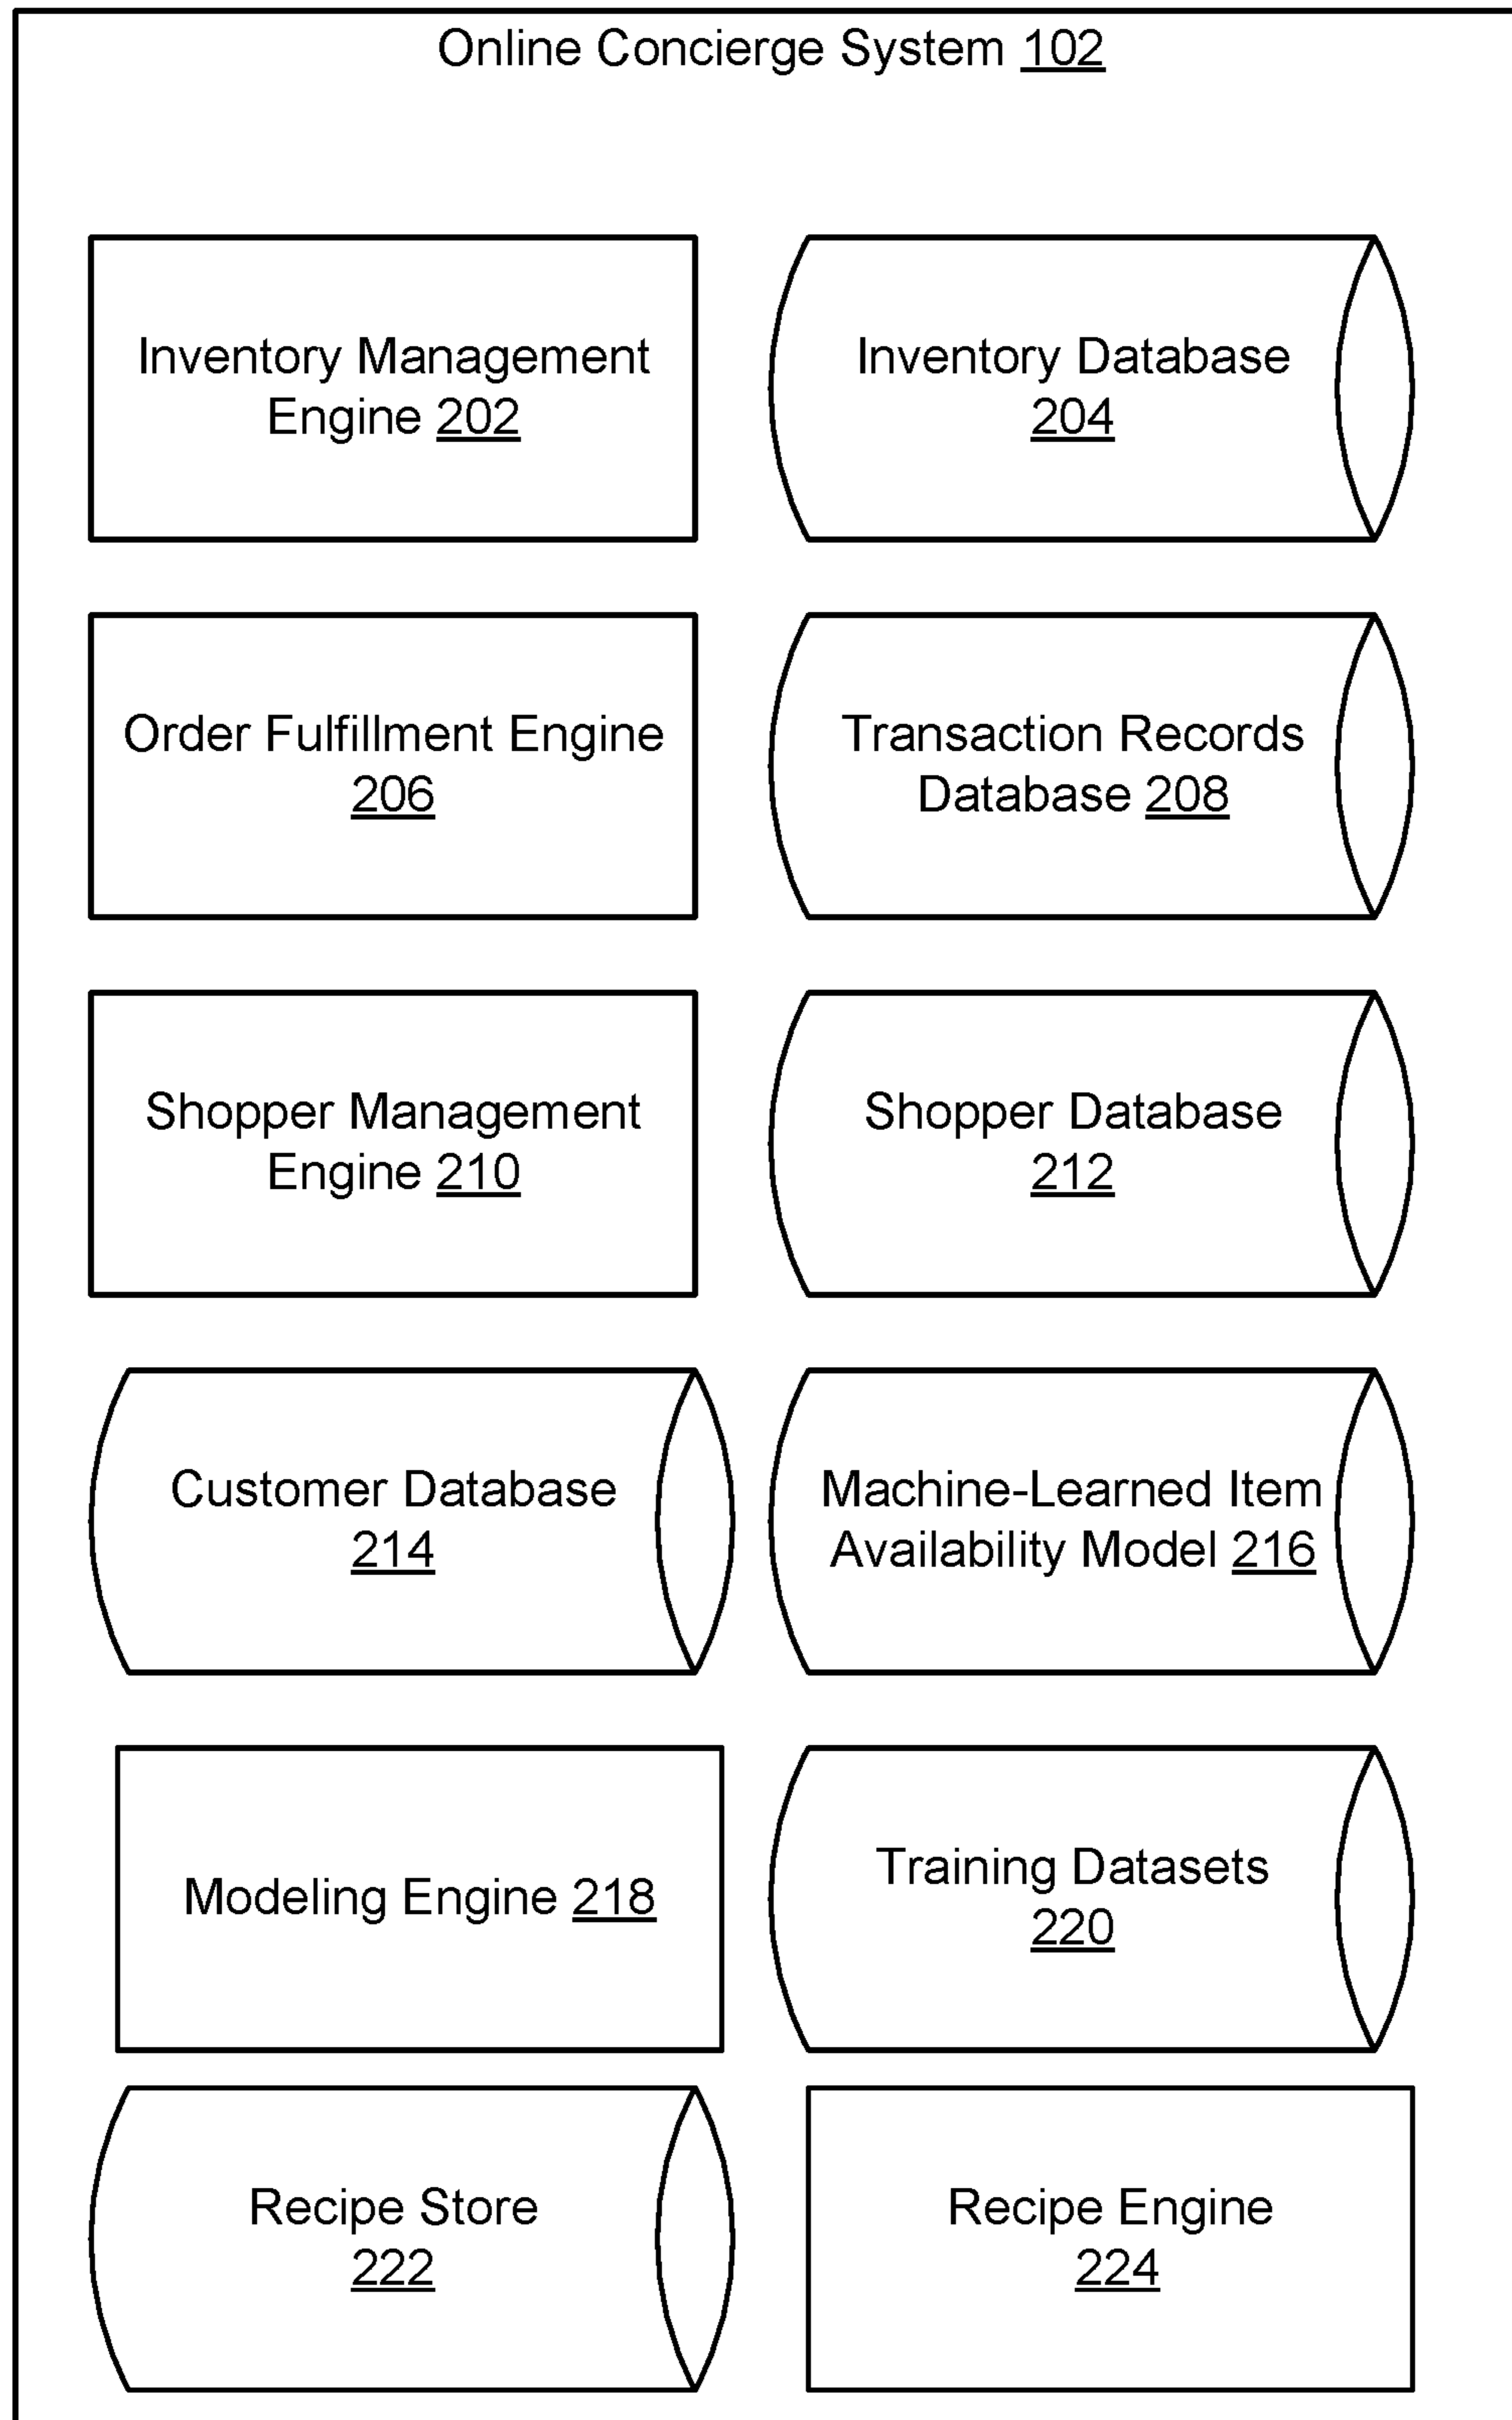 Online Concierge System 102
Inventory Management
Engine 202
Inventory Database
204
Order Fulfillment Engine
206
Transaction Records
Database 208
Shopper Management
Engine 210
Shopper Database
212
Customer Database
214
Machine-Learned Item
Availability Model 216
Modeling Engine 218
Training Datasets
220
Recipe Store
222
Recipe Engine
224